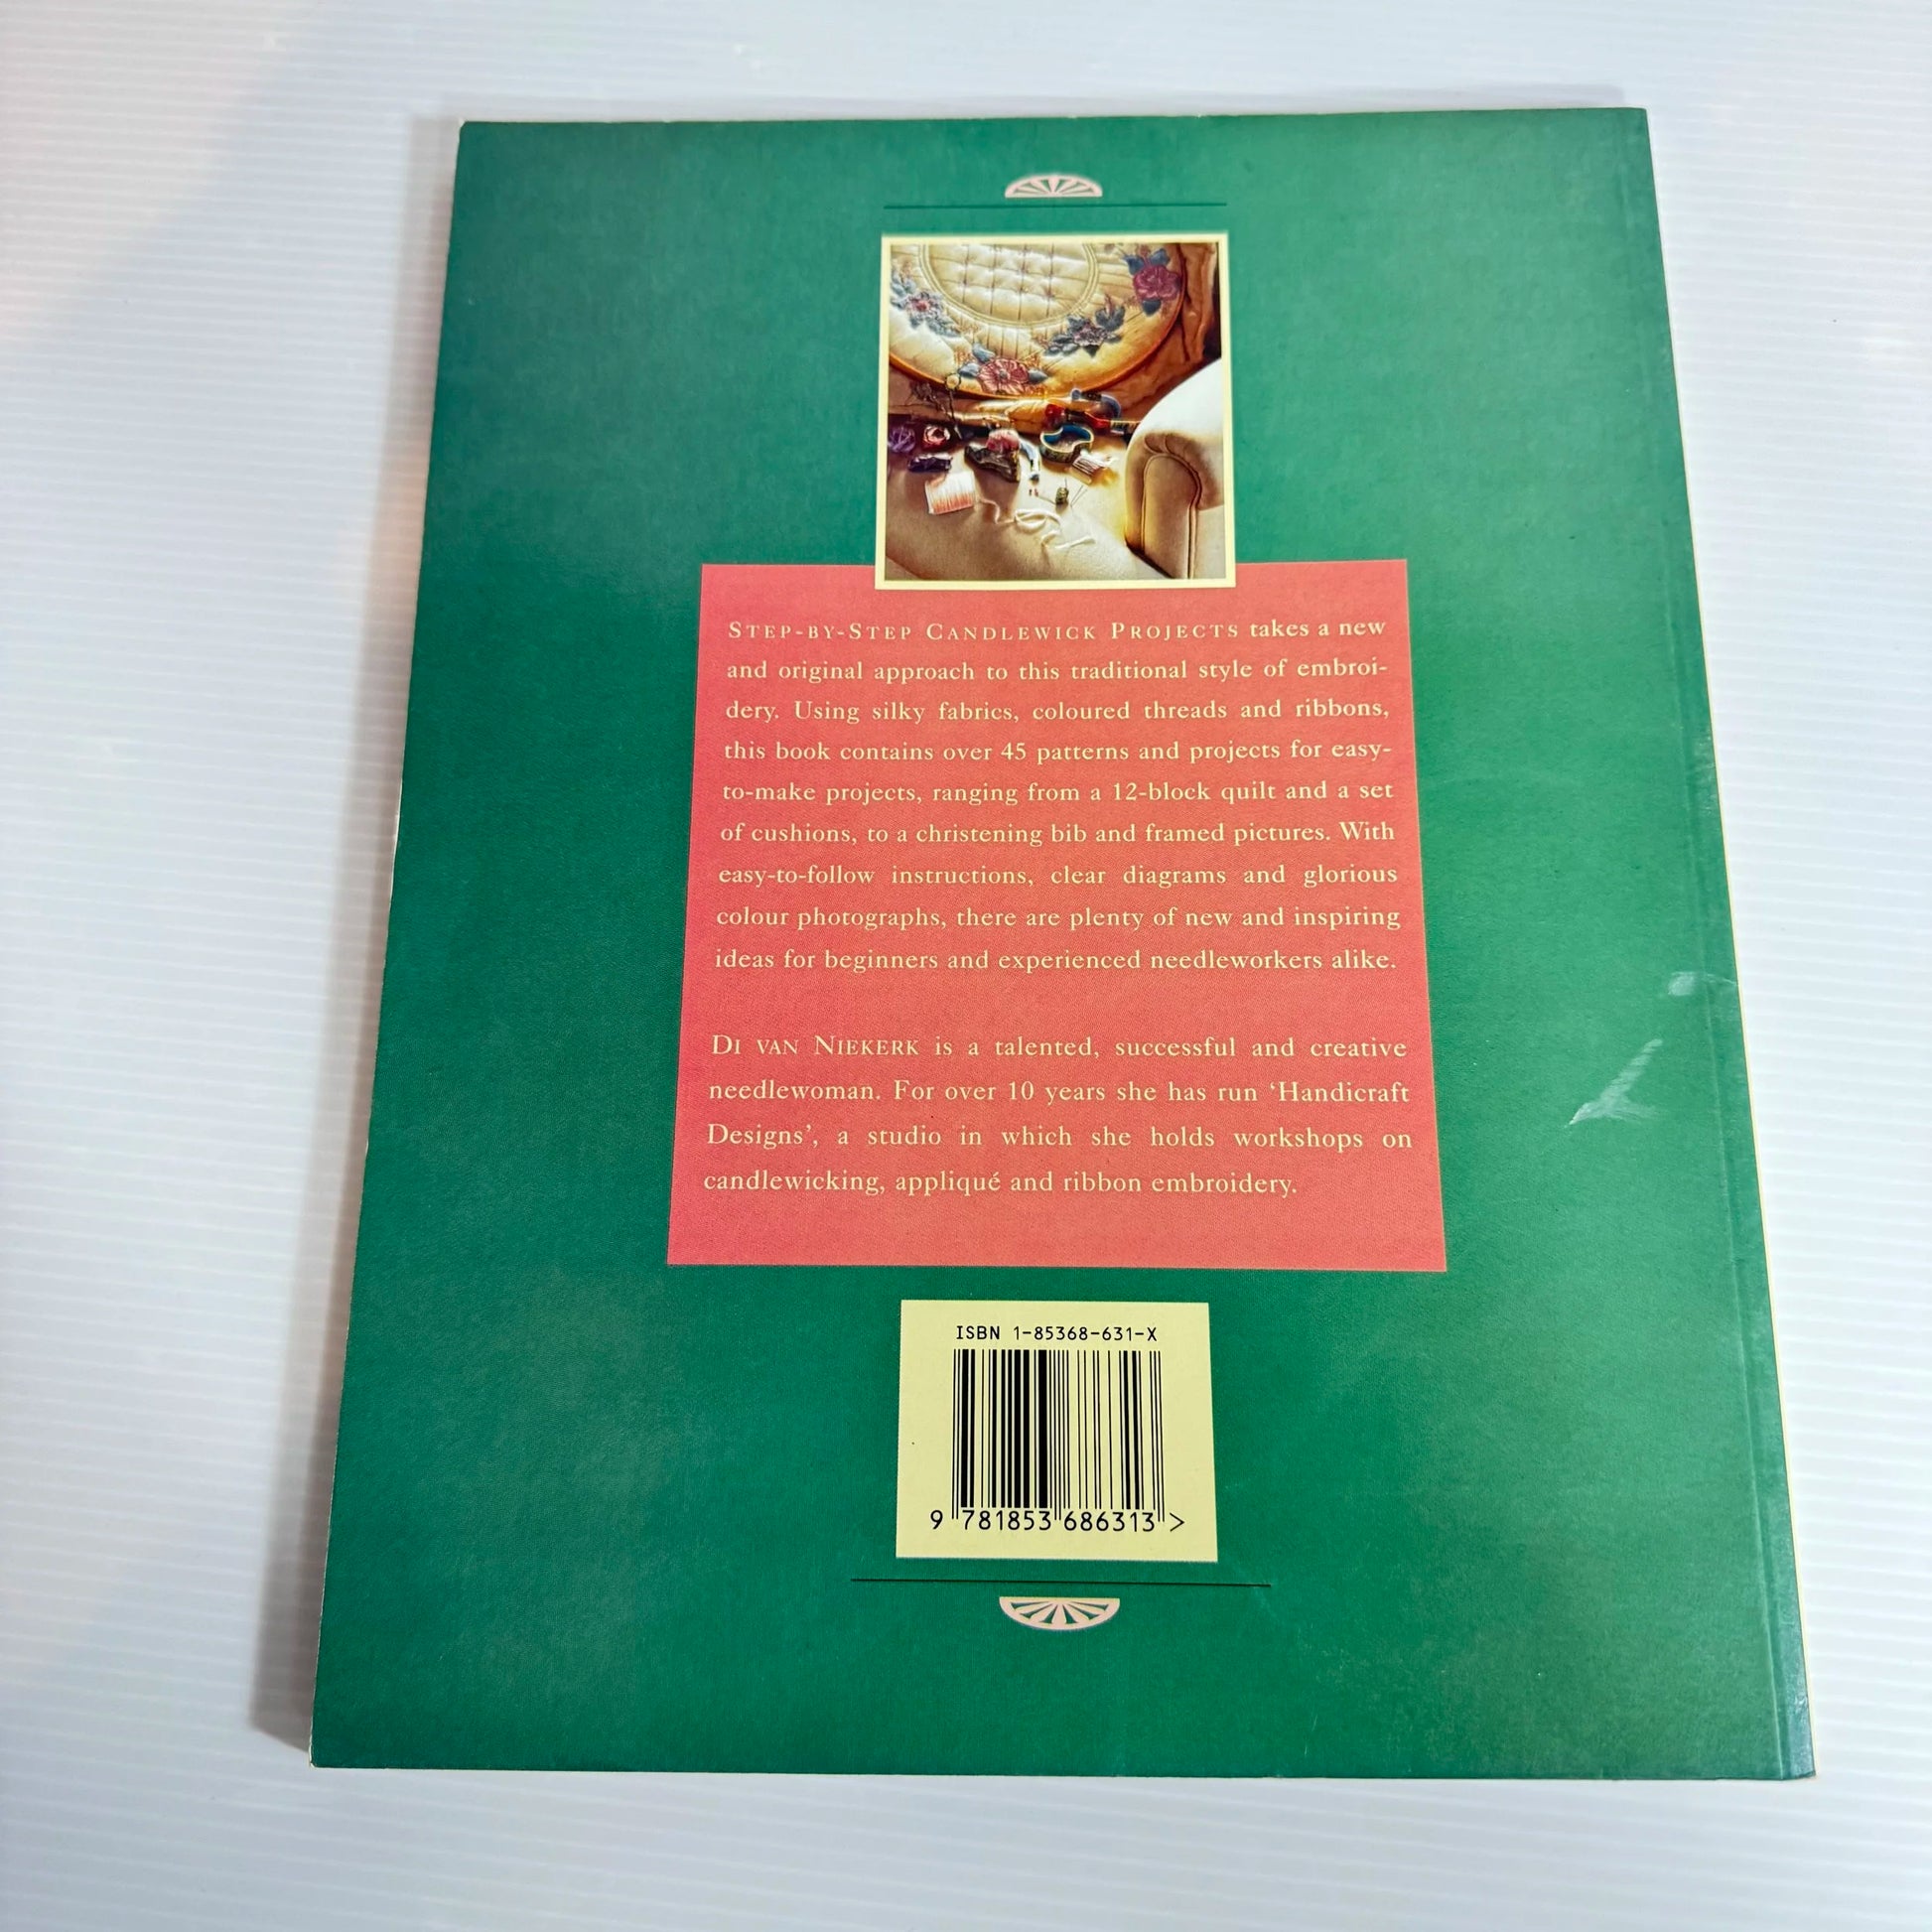 STEP-BY-STEP CANDLEWICK PROJECTS takes a new
and original approach to this traditional style of embroi-
dery. Using silky fabrics, coloured threads and ribbons,
this book contains over 45 patterns and projects for easy-
to-make projects, ranging from a 12-block quilt and a set
of cushions, to a christening bib and framed pictures. With
easy-to-follow instructions, clear diagrams and glorious
colour photographs, there are plenty of new and inspiring
ideas for beginners and experienced needleworkers alike.
DI VAN NIEKERK is a talented, successful and creative
needlewoman. For over 10 years she has run ‘Handicraft
Designs’, a studio in which she holds workshops on
candlewicking, appliqué and ribbon embroidery.
ISBN 1-85368-631-X
9 781853 686313 >